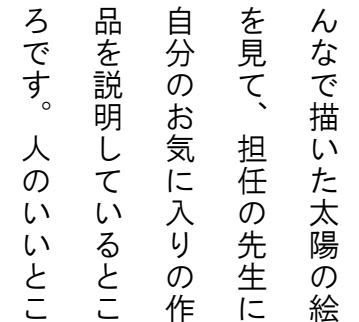 んなで描いた太陽の絵
を見て、担任の先生に
自分のお気に入りの作
品を説明しているとこ
ろです。人のいいとこ